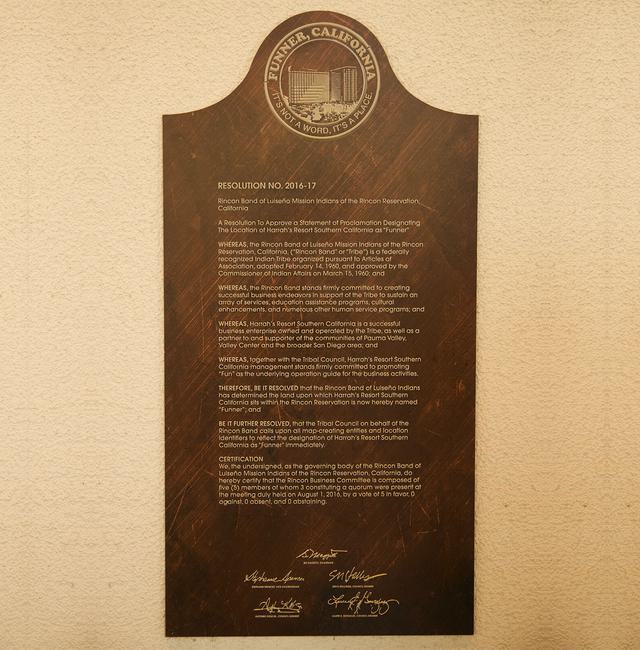 FUNNER, CALIFORNIA
IT'S NOT A WORD, IT'S A PLACE.
RESOLUTION NO. 2016-17
Rincon Band of Luiseño Mission Indians of the Rincon Reservation,
California
A Resolution To Approve a Statement of Proclamation Designating
The Location of Harrah's Resort Southern California as "Funner"
WHEREAS, the Rincon Band of Luiseño Mission Indians of the Rincon
Reservation, California, ("Rincon Band" or "Tribe") is a federally
recognized Indian Tribe organized pursuant to Articles of
Association, adopted February 14, 1960, and approved by the
Commissioner of Indian Affairs on March 15, 1960; and
WHEREAS, the Rincon Band stands firmly committed to creating
successful business endeavors in support of the Tribe to sustain an
array of services, education assistance programs, cultural
enhancements, and numerous other human service programs; and
WHEREAS, Harrah's Resort Southern California is a successful
business enterprise owned and operated by the Tribe, as well as a
partner to and supporter of the communities of Pauma Valley,
Valley Center and the broader San Diego area; and
WHEREAS, together with the Tribal Council, Harrah's Resort Southern
California management stands firmly committed to promoting
"Fun" as the underlying operation guide for the business activities.
THEREFORE, BE IT RESOLVED that the Rincon Band of Luiseño Indians
has determined the land upon which Harrah's Resort Southern
California sits within the Rincon Reservation is now hereby named
"Funner"; and
BE IT FURTHER RESOLVED, that the Tribal Council on behalf of the
Rincon Band calls upon all map-creating entities and location
identifiers to reflect the designation of Harrah's Resort Southern
California as "Funner" immediately.
CERTIFICATION
We, the undersigned, as the governing body of the Rincon Band of
Luiseño Mission Indians of the Rincon Reservation, California, do
hereby certify that the Rincon Business Committee is composed of
five (5) members of whom 3 constituting a quorum were present at
the meeting duly held on August 1, 2016, by a vote of 5 in favor, 0
against, 0 absent, and 0 abstaining.